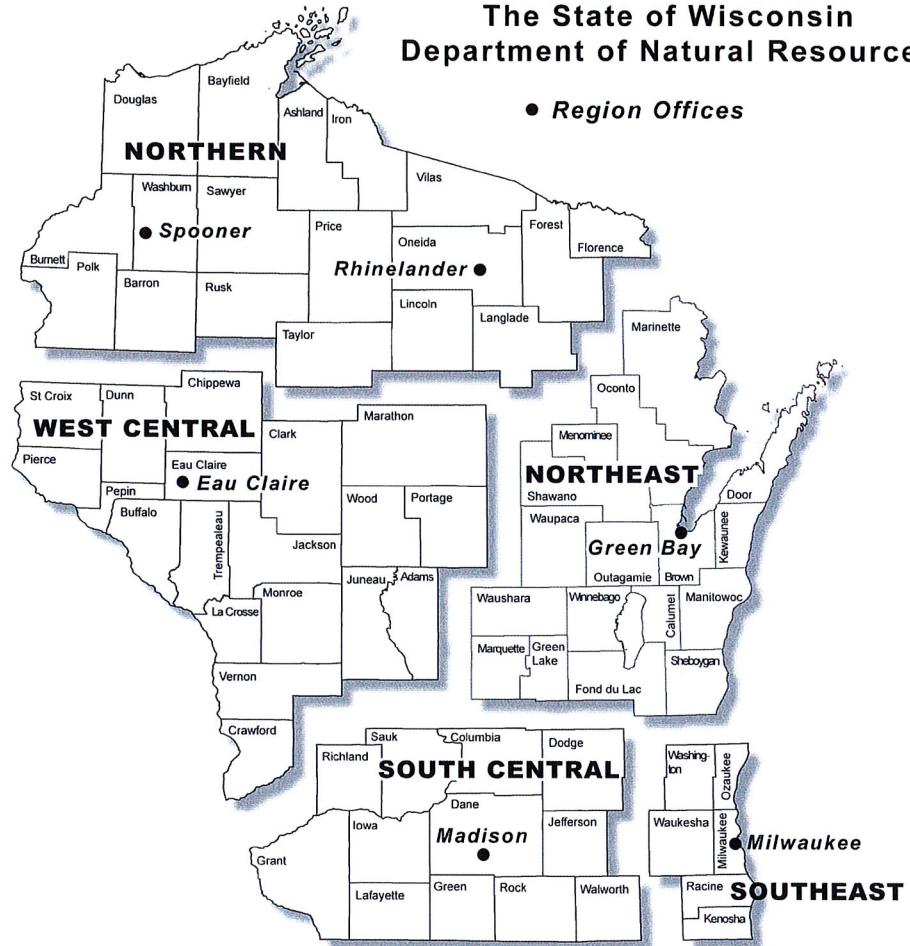 The State of Wisconsin
Department of Natural Resource
Region Offices
Bayfield
Douglas
Ashland
Iron
NORTHERN
Vilas
Washburn
Sawyer
Price
Forest
Spooner
Oneida
Florence
Rhinelander
Burnett
Polk
Barron
Rusk
Lincoln
Langlade
Taylor
Marinette
Chippewa
St Croix
Dunn
Oconto
Marathon
WEST CENTRAL
Clark
Menominee
Pierce
Eau Claire
Eau Claire
NORTHEAST
Pepin
Wood
Portage
Shawano
Door
Buffalo
Waupaca
Trempealeau
Jackson
Green Bay
Kewaunee
Juneau
Adams
Outagamie
Brown
Monroe
Waushara
Winnebago
Calumet
Manitowoc
La Crosse
Marquette
Green
Lake
Sheboygan
Vernon
Fond du Lac
Crawford
Sauk
Columbia
Dodge
Richland
Washing-
ton
Ozaukee
SOUTH CENTRAL
Dane
Iowa
Jefferson
Waukesha
Milwaukee
Madison
Milwaukee
Grant
Lafayette
Green
Rock
Walworth
Racine
SOUTHEAST
Kenosha